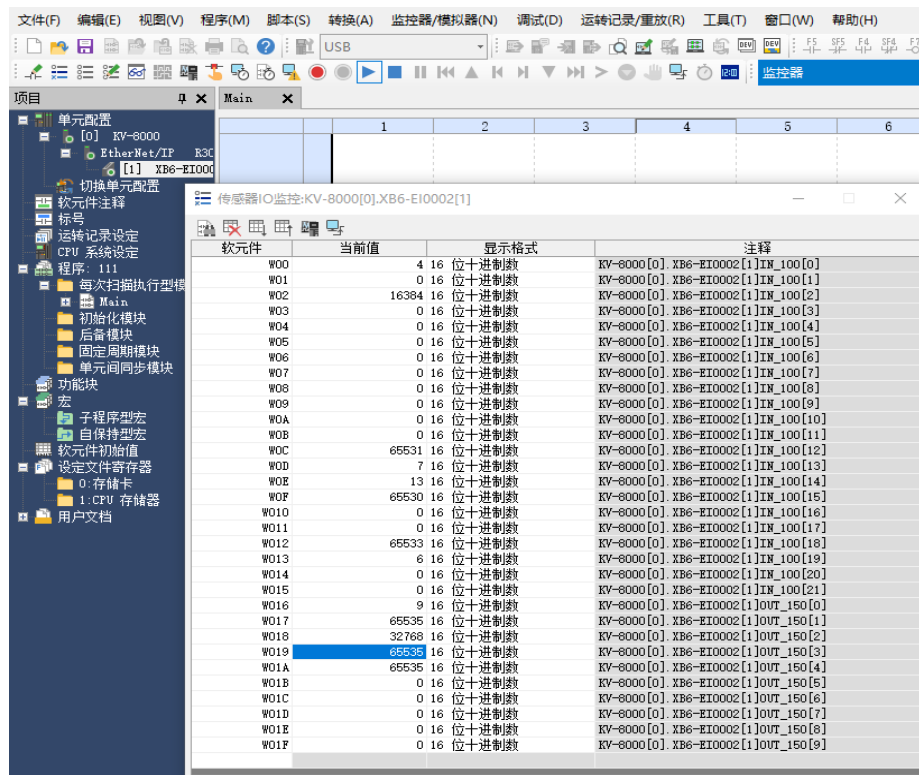 文件(F) 编辑(E) 视图(V) 程序(M) 脚本(S) 转换(A) 监控器/模拟器(N) 调试(D) 运转记录/重放(R) 工具(T) 窗口(W) 帮助(H)
USB
监控器
项目
Main
单元配置
[0] KV-8000
EtherNet/IP R30
[1] XB6-EI000
切换单元配置
软元件注释
标号
运转记录设定
CPU 系统设定
程序: 111
每次扫描执行型模
Main
初始化模块
后备模块
固定周期模块
单元间同步模块
功能块
宏
子程序型宏
自保持型宏
软元件初始值
设定文件寄存器
0:存储卡
1:CPU 存储器
用户文档
1 2 3 4 5 6
传感器IO监控:KV-8000[0].XB6-EI0002[1]
软元件 当前值 显示格式 注释
W00 4 16 位十进制数 KV-8000[0].XB6-EI0002[1]IN_100[0]
W01 0 16 位十进制数 KV-8000[0].XB6-EI0002[1]IN_100[1]
W02 16384 16 位十进制数 KV-8000[0].XB6-EI0002[1]IN_100[2]
W03 0 16 位十进制数 KV-8000[0].XB6-EI0002[1]IN_100[3]
W04 0 16 位十进制数 KV-8000[0].XB6-EI0002[1]IN_100[4]
W05 0 16 位十进制数 KV-8000[0].XB6-EI0002[1]IN_100[5]
W06 0 16 位十进制数 KV-8000[0].XB6-EI0002[1]IN_100[6]
W07 0 16 位十进制数 KV-8000[0].XB6-EI0002[1]IN_100[7]
W08 0 16 位十进制数 KV-8000[0].XB6-EI0002[1]IN_100[8]
W09 0 16 位十进制数 KV-8000[0].XB6-EI0002[1]IN_100[9]
W0A 0 16 位十进制数 KV-8000[0].XB6-EI0002[1]IN_100[10]
W0B 0 16 位十进制数 KV-8000[0].XB6-EI0002[1]IN_100[11]
W0C 65531 16 位十进制数 KV-8000[0].XB6-EI0002[1]IN_100[12]
W0D 7 16 位十进制数 KV-8000[0].XB6-EI0002[1]IN_100[13]
W0E 13 16 位十进制数 KV-8000[0].XB6-EI0002[1]IN_100[14]
W0F 65530 16 位十进制数 KV-8000[0].XB6-EI0002[1]IN_100[15]
W010 0 16 位十进制数 KV-8000[0].XB6-EI0002[1]IN_100[16]
W011 0 16 位十进制数 KV-8000[0].XB6-EI0002[1]IN_100[17]
W012 65533 16 位十进制数 KV-8000[0].XB6-EI0002[1]IN_100[18]
W013 6 16 位十进制数 KV-8000[0].XB6-EI0002[1]IN_100[19]
W014 0 16 位十进制数 KV-8000[0].XB6-EI0002[1]IN_100[20]
W015 0 16 位十进制数 KV-8000[0].XB6-EI0002[1]IN_100[21]
W016 9 16 位十进制数 KV-8000[0].XB6-EI0002[1]OUT_150[0]
W017 65535 16 位十进制数 KV-8000[0].XB6-EI0002[1]OUT_150[1]
W018 32768 16 位十进制数 KV-8000[0].XB6-EI0002[1]OUT_150[2]
W019 65535 16 位十进制数 KV-8000[0].XB6-EI0002[1]OUT_150[3]
W01A 65535 16 位十进制数 KV-8000[0].XB6-EI0002[1]OUT_150[4]
W01B 0 16 位十进制数 KV-8000[0].XB6-EI0002[1]OUT_150[5]
W01C 0 16 位十进制数 KV-8000[0].XB6-EI0002[1]OUT_150[6]
W01D 0 16 位十进制数 KV-8000[0].XB6-EI0002[1]OUT_150[7]
W01E 0 16 位十进制数 KV-8000[0].XB6-EI0002[1]OUT_150[8]
W01F 0 16 位十进制数 KV-8000[0].XB6-EI0002[1]OUT_150[9]